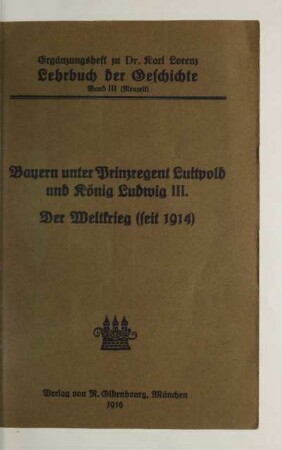 Ergänzungsheft zu Dr. Karl Lorenz
Lehrbuch der Geschichte
Band III (Neuzeit)
Bayern unter Prinzregent Luitpold
und König Ludwig III.
Der Weltkrieg (seit 1914)
Verlag von R. Oldenbourg, München
1916